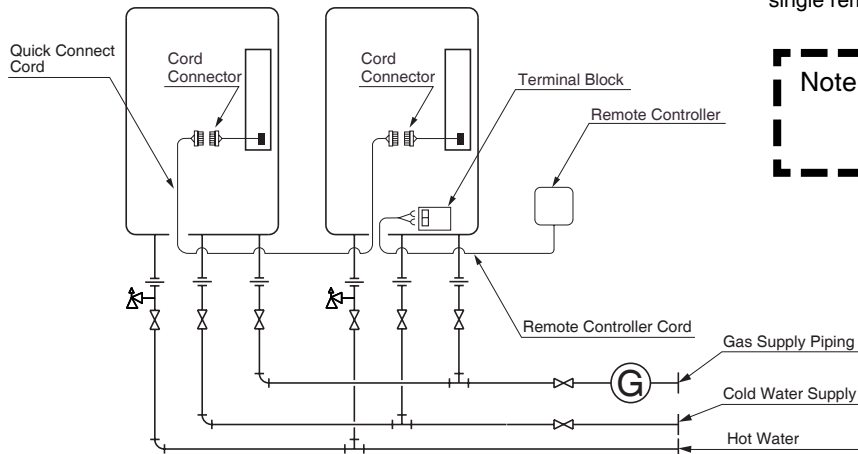 single rem
Quick Connect
Cord
Cord
Connector
Cord
Connector
Terminal Block
Remote Controller
Note
Remote Controller Cord
Gas Supply Piping
G
Cold Water Supply
Hot Water